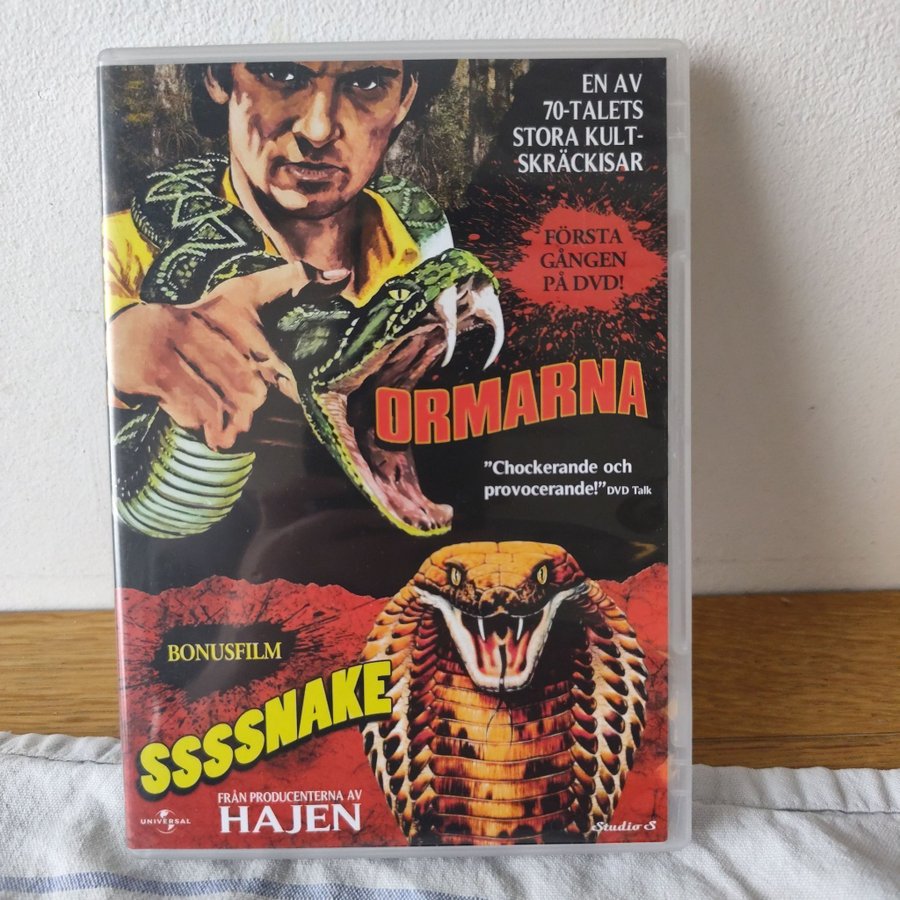 EN AV
70-TALETS
STORA KULT-
SKRÄCKISAR
FÖRSTA
GÅNGEN
PÅ DVD!
ORMARNA
”Chockerande och
provocerande!” DVD Talk
BONUSFILM
SSSSNAKE
FRÅN PRODUCENTERNA AV
HAJEN
UNIVERSAL
Studio S